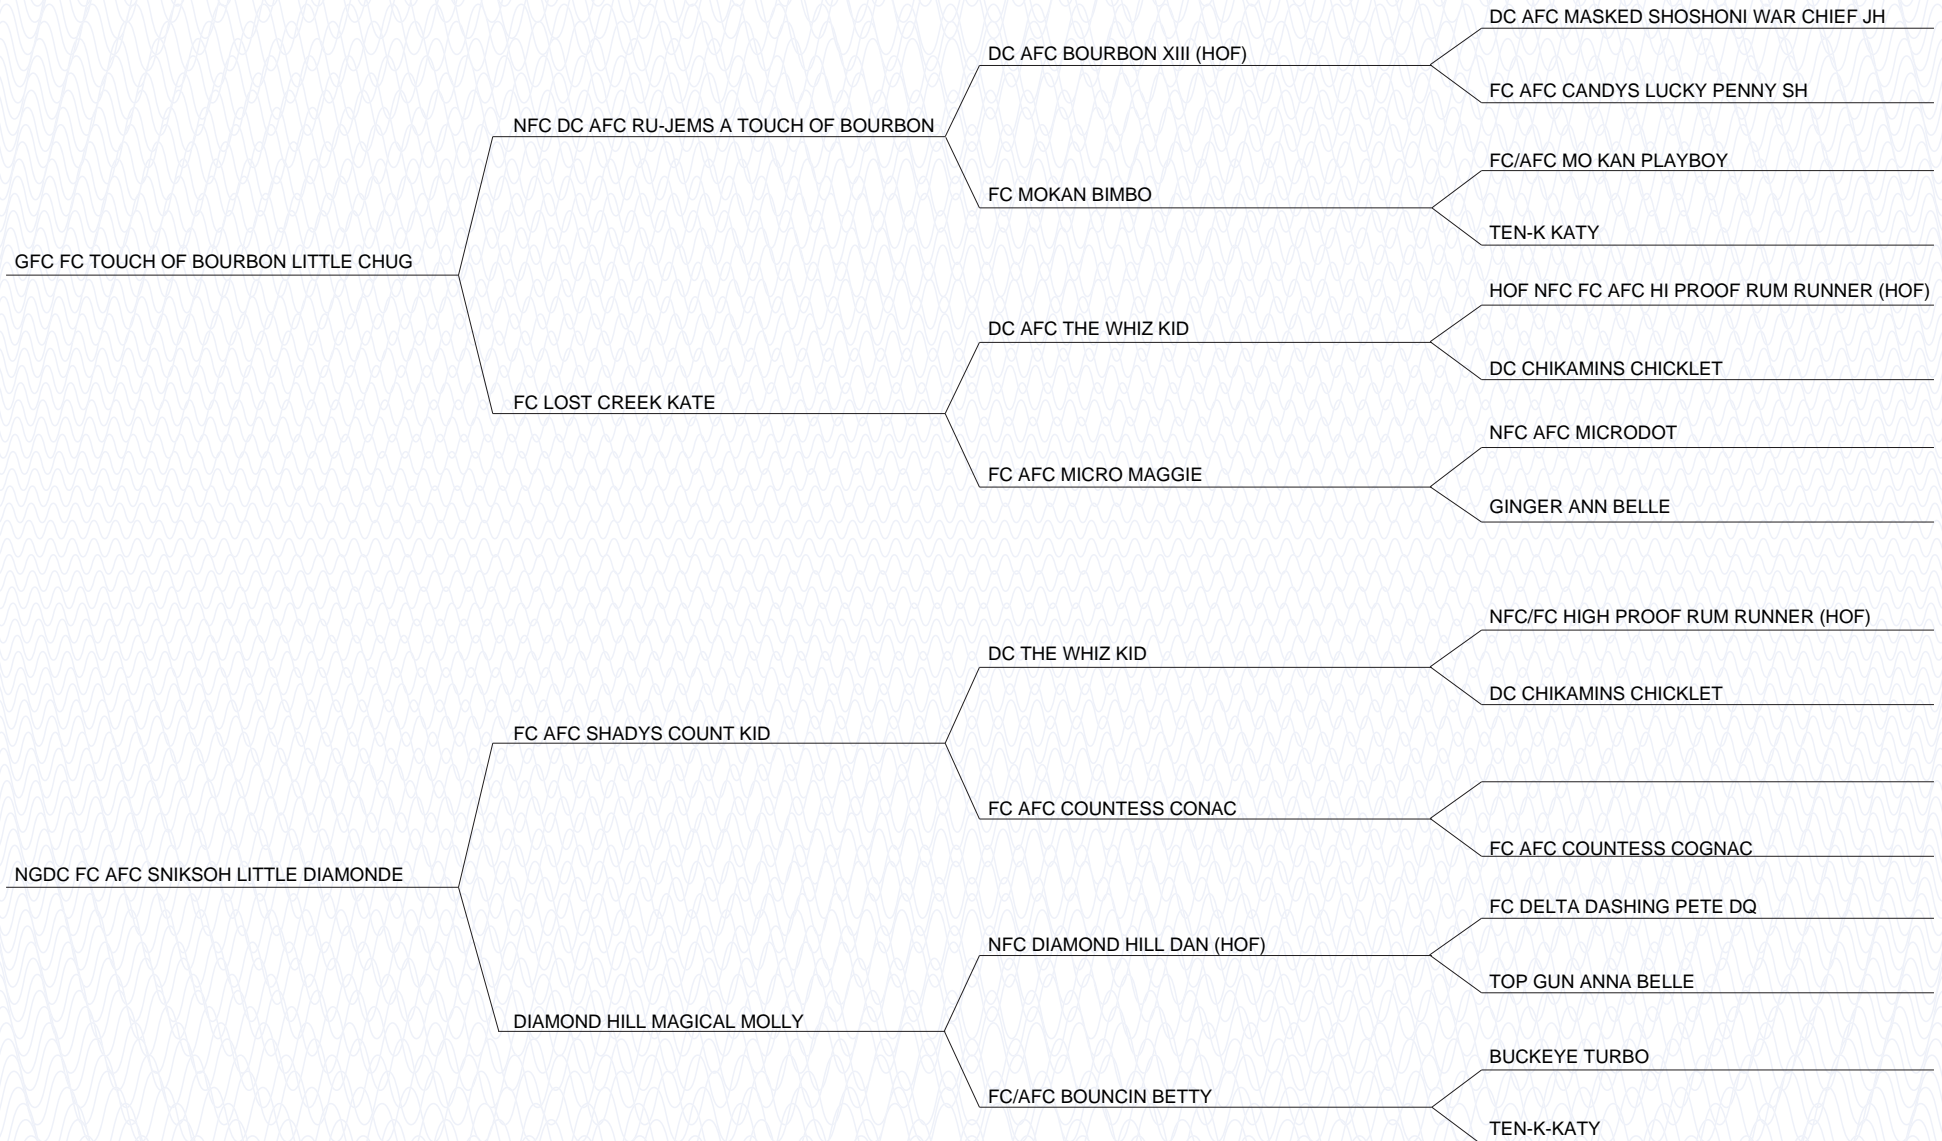 DC AFC MASKED SHOSHONI WAR CHIEF JH
DC AFC BOURBON XIII (HOF)
FC AFC CANDYS LUCKY PENNY SH
NFC DC AFC RU-JEMS A TOUCH OF BOURBON
FC/AFC MO KAN PLAYBOY
FC MOKAN BIMBO
TEN-K KATY
GFC FC TOUCH OF BOURBON LITTLE CHUG
HOF NFC FC AFC HI PROOF RUM RUNNER (HOF)
DC AFC THE WHIZ KID
DC CHIKAMINS CHICKLET
FC LOST CREEK KATE
NFC AFC MICRODOT
FC AFC MICRO MAGGIE
GINGER ANN BELLE
NFC/FC HIGH PROOF RUM RUNNER (HOF)
DC THE WHIZ KID
DC CHIKAMINS CHICKLET
FC AFC SHADYS COUNT KID
FC AFC COUNTESS CONAC
FC AFC COUNTESS COGNAC
NGDC FC AFC SNIKSOH LITTLE DIAMONDE
FC DELTA DASHING PETE DQ
NFC DIAMOND HILL DAN (HOF)
TOP GUN ANNA BELLE
DIAMOND HILL MAGICAL MOLLY
BUCKEYE TURBO
FC/AFC BOUNCIN BETTY
TEN-K-KATY